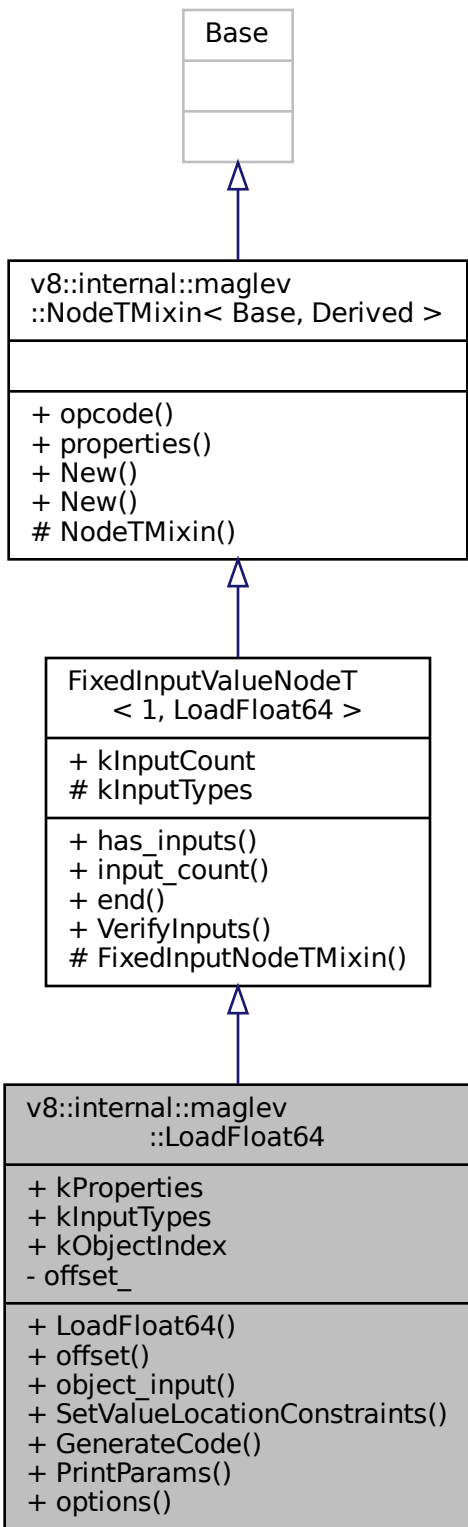 Base
v8::internal::maglev
::NodeTMixin< Base, Derived >
+ opcode()
+ properties()
+ New()
+ New()
# NodeTMixin()
FixedInputValueNodeT
< 1, LoadFloat64 >
+ kInputCount
# kInputTypes
+ has_inputs()
+ input_count()
+ end()
+ VerifyInputs()
# FixedInputNodeTMixin()
v8::internal::maglev
::LoadFloat64
+ kProperties
+ kInputTypes
+ kObjectIndex
- offset_
+ LoadFloat64()
+ offset()
+ object_input()
+ SetValueLocationConstraints()
+ GenerateCode()
+ PrintParams()
+ options()